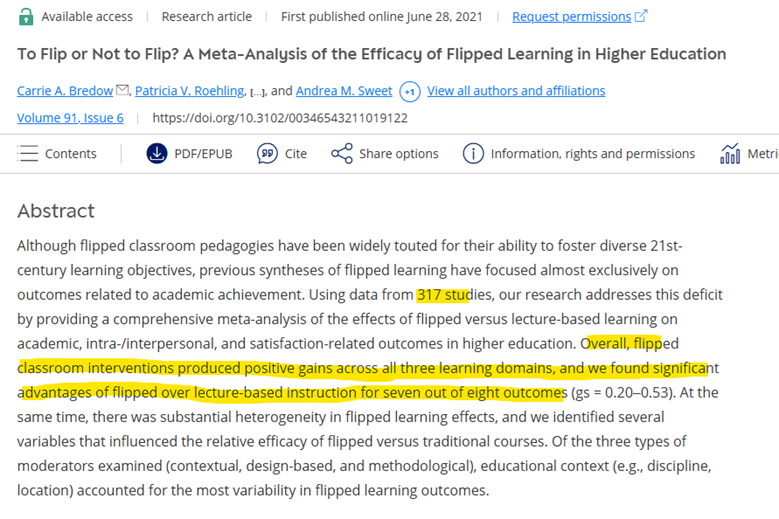 Available access | Research article | First published online June 28, 2021 | Request permissions
To Flip or Not to Flip? A Meta-Analysis of the Efficacy of Flipped Learning in Higher Education
Carrie A. Bredow, Patricia V. Roehling, [...], and Andrea M. Sweet +1 View all authors and affiliations
Volume 91, Issue 6 | https://doi.org/10.3102/00346543211019122
Contents | PDF/EPUB Cite Share options Information, rights and permissions Metri
Abstract
Although flipped classroom pedagogies have been widely touted for their ability to foster diverse 21st-
century learning objectives, previous syntheses of flipped learning have focused almost exclusively on
outcomes related to academic achievement. Using data from 317 studies, our research addresses this deficit
by providing a comprehensive meta-analysis of the effects of flipped versus lecture-based learning on
academic, intra-/interpersonal, and satisfaction-related outcomes in higher education. Overall, flipped
classroom interventions produced positive gains across all three learning domains, and we found significant
advantages of flipped over lecture-based instruction for seven out of eight outcomes (gs = 0.20–0.53). At the
same time, there was substantial heterogeneity in flipped learning effects, and we identified several
variables that influenced the relative efficacy of flipped versus traditional courses. Of the three types of
moderators examined (contextual, design-based, and methodological), educational context (e.g., discipline,
location) accounted for the most variability in flipped learning outcomes.